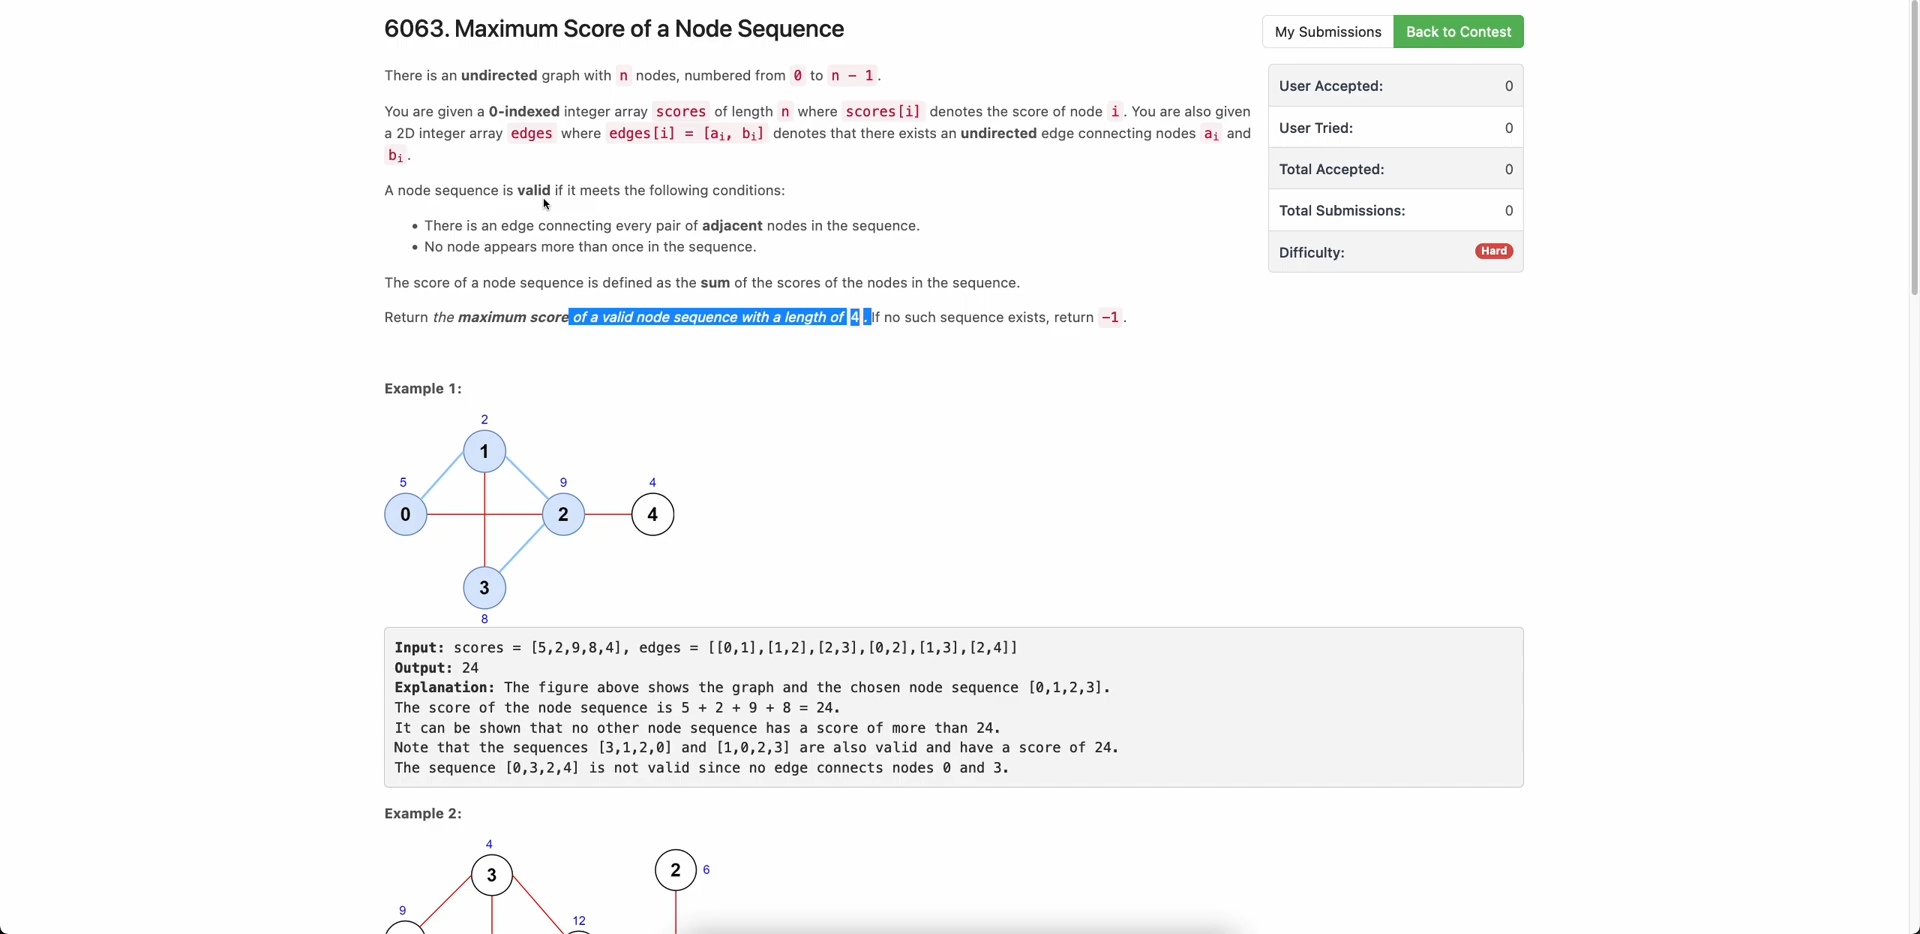 6063. Maximum Score of a Node Sequence
My Submissions
Back to Contest
There is an undirected graph with n nodes, numbered from 0 to n - 1.
You are given a 0-indexed integer array scores of length n where scores[i] denotes the score of node i. You are also given
a 2D integer array edges where edges[i] = [ai, bi] denotes that there exists an undirected edge connecting nodes ai and
bi.
A node sequence is valid if it meets the following conditions:
• There is an edge connecting every pair of adjacent nodes in the sequence.
• No node appears more than once in the sequence.
The score of a node sequence is defined as the sum of the scores of the nodes in the sequence.
Return the maximum score of a valid node sequence with a length of 4. If no such sequence exists, return -1.
User Accepted: 0
User Tried: 0
Total Accepted: 0
Total Submissions: 0
Difficulty: Hard
Example 1:
2
1
5
9
4
0
2
4
3
8
Input: scores = [5,2,9,8,4], edges = [[0,1],[1,2],[2,3],[0,2],[1,3],[2,4]]
Output: 24
Explanation: The figure above shows the graph and the chosen node sequence [0,1,2,3].
The score of the node sequence is 5 + 2 + 9 + 8 = 24.
It can be shown that no other node sequence has a score of more than 24.
Note that the sequences [3,1,2,0] and [1,0,2,3] are also valid and have a score of 24.
The sequence [0,3,2,4] is not valid since no edge connects nodes 0 and 3.
Example 2:
4
3
2
6
9
12